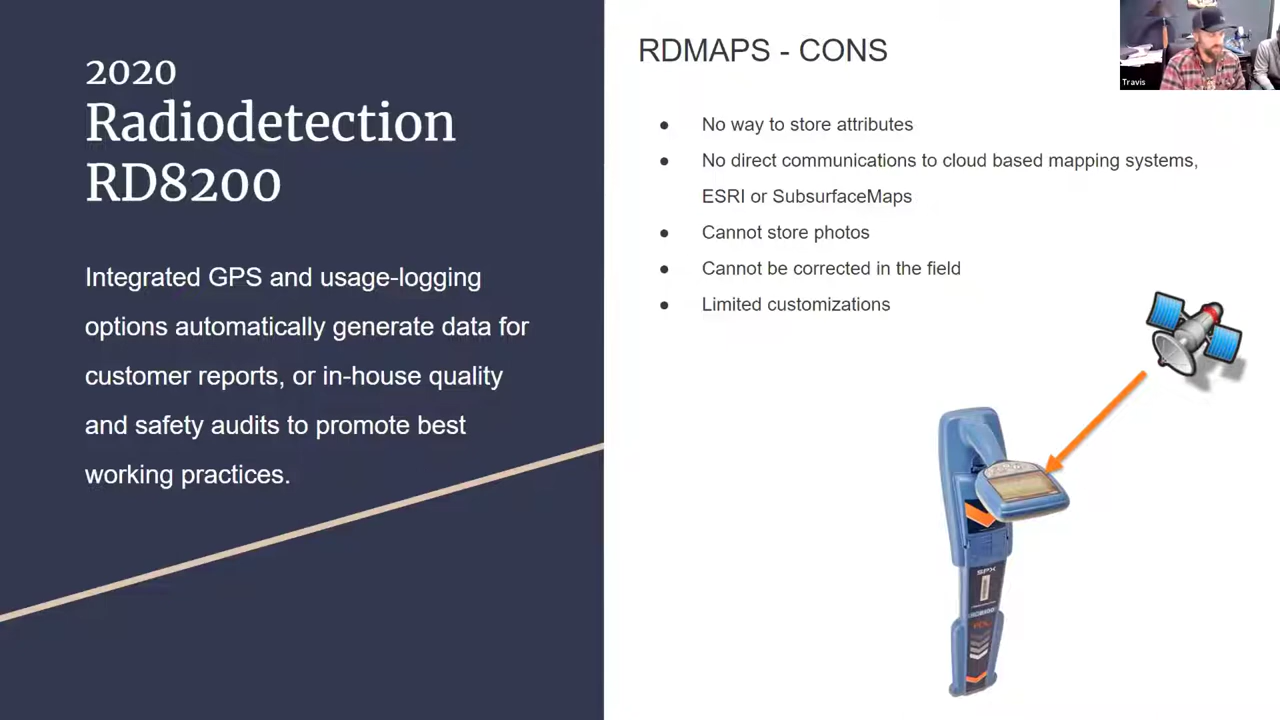 2020
Radiodetection
RD8200
Integrated GPS and usage-logging
options automatically generate data for
customer reports, or in-house quality
and safety audits to promote best
working practices.
RDMAPS - CONS
● No way to store attributes
● No direct communications to cloud based mapping systems,
ESRI or SubsurfaceMaps
● Cannot store photos
● Cannot be corrected in the field
● Limited customizations
Travis
SPX